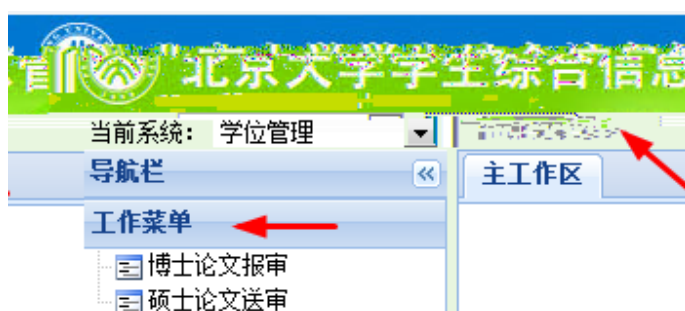 北京大学学生综合信息
当前系统： 学位管理
导航栏
主工作区
工作菜单
博士论文报审
硕士论文送审